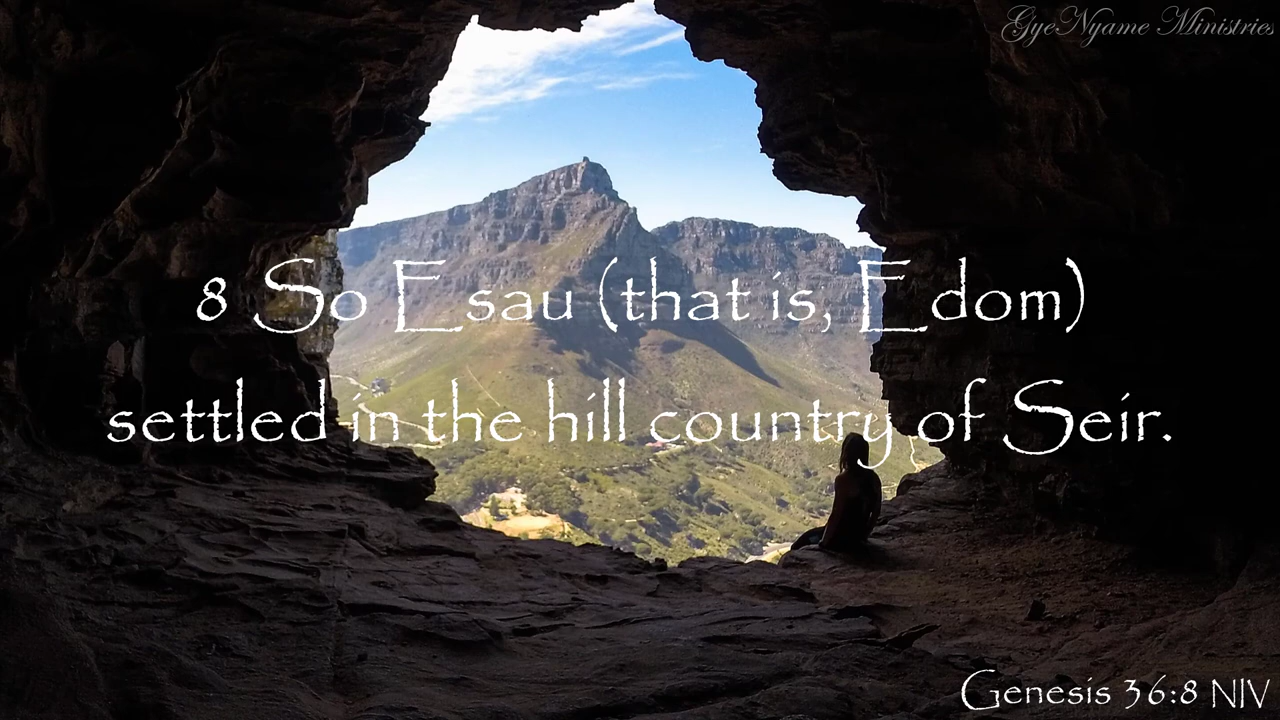 GyeNyame Ministries
8 So Esau (that is, Edom)
settled in the hill country of Seir.
Genesis 36:8 NIV